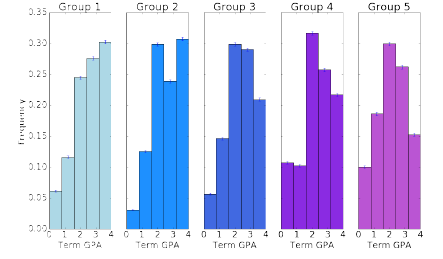 Group 1 Group 2 Group 3 Group 4 Group 5
0.35
0.30
0.25
0.20
0.15
0.10
0.05
0.00
Frequency
0 1 2 3 4 0 1 2 3 4 0 1 2 3 4 0 1 2 3 4 0 1 2 3 4
Term GPA Term GPA Term GPA Term GPA Term GPA